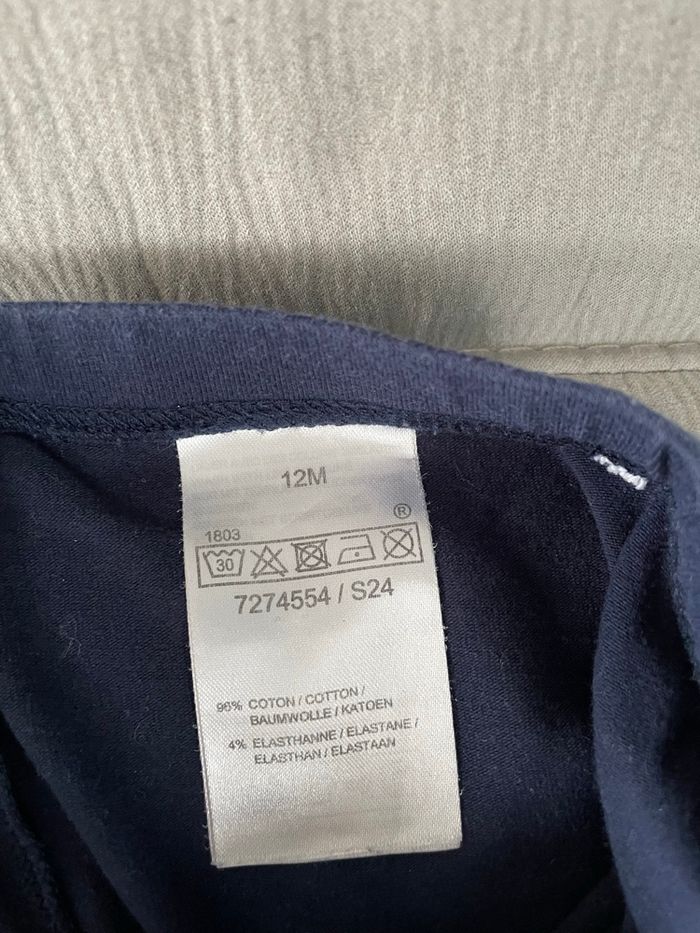 12M
®
1803
30
7274554 / S24
96% COTON / COTTON /
BAUMWOLLE / KATOEN
4% ELASTHANNE / ELASTANE /
ELASTHAN / ELASTAAN